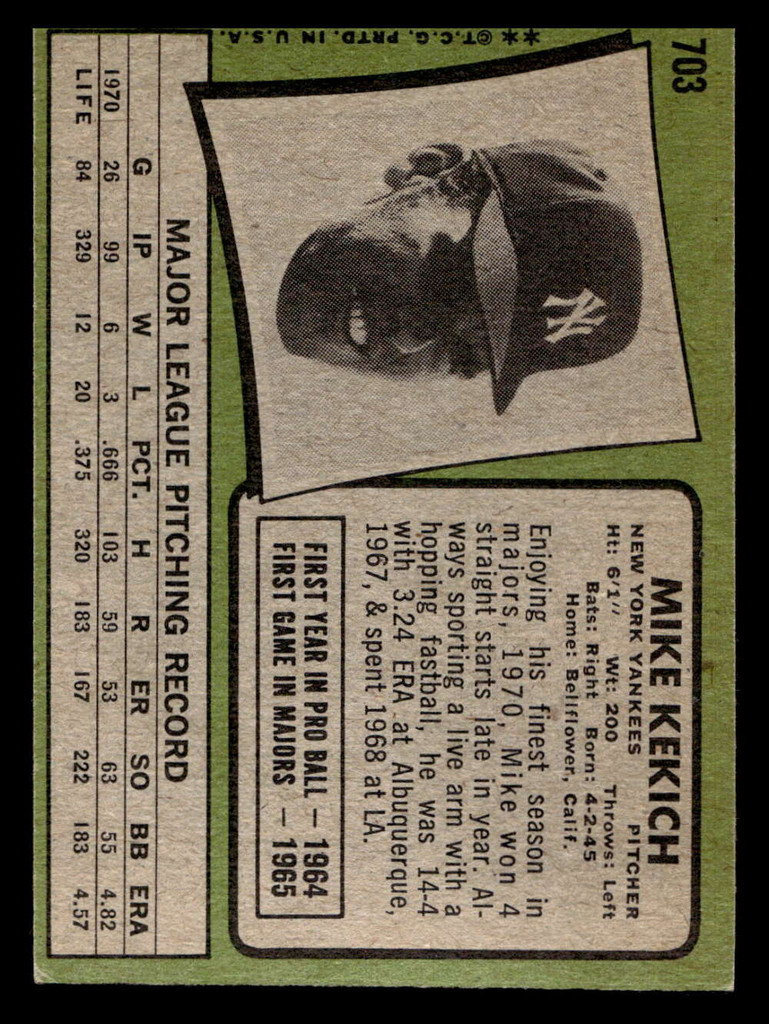 703
MIKE KEKICH
NEW YORK YANKEES PITCHER
Ht: 6/1" Wt: 200 Throws: Left
Bats: Right Born: 4-2-45
Home: Bellflower, Calif.
Enjoying his finest season in
majors, 1970, Mike won 4
straight starts late in year. Al-
ways sporting a live arm with a
hopping fastball, he was 14-4
with 3.24 ERA at Albuquerque,
1967, & spent 1968 at LA.
FIRST YEAR IN PRO BALL — 1964
FIRST GAME IN MAJORS — 1965
NY
**©T.C.G. PRTD. IN U.S.A.
MAJOR LEAGUE PITCHING RECORD
G IP W L PCT. H R ER SO BB ERA
1970 26 99 6 3 .666 103 59 53 63 55 4.82
LIFE 84 329 12 20 .375 320 183 167 222 183 4.57